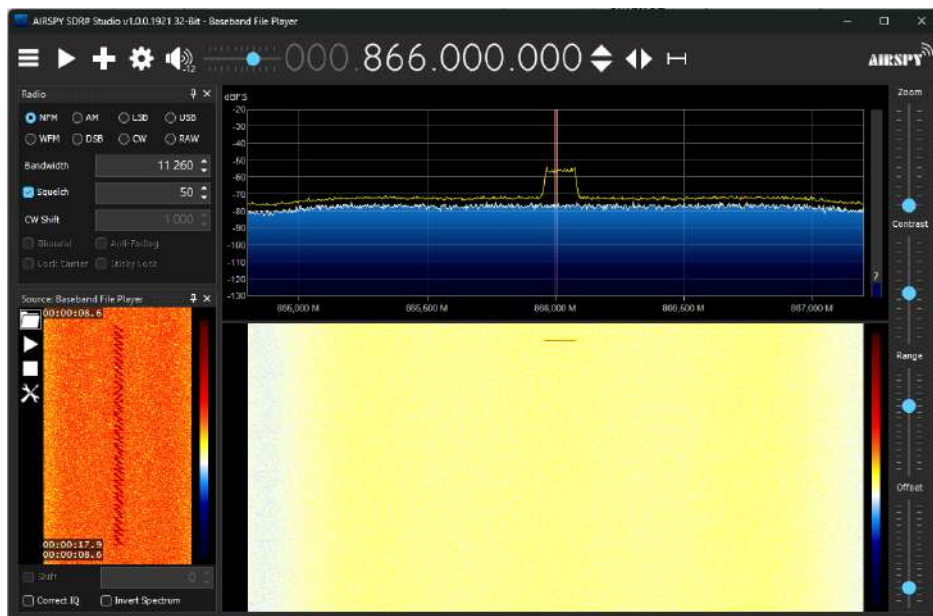 AIRSPY SDR# Studio v1.0.0.1921 32-Bit - Baseband File Player
-12
000.866.000.000
AIRSPY
Radio
NFM AM LSB USB
WFM DSB CW RAW
Bandwidth 11 260
Squelch 50
CW Shift 1 000
Binaural Anti-Fading
Lock Carrier Sticky Lock
Source: Baseband File Player
00:00:08.6
00:00:17.9
00:00:08.6
Shift 0
Correct IQ Invert Spectrum
dBFS
-20
-30
-40
-50
-60
-70
-80
-90
-100
-110
-120
-130
7
865,000 M 865,500 M 866,000 M 866,500 M 867,000 M
Zoom
Contrast
Range
Offset